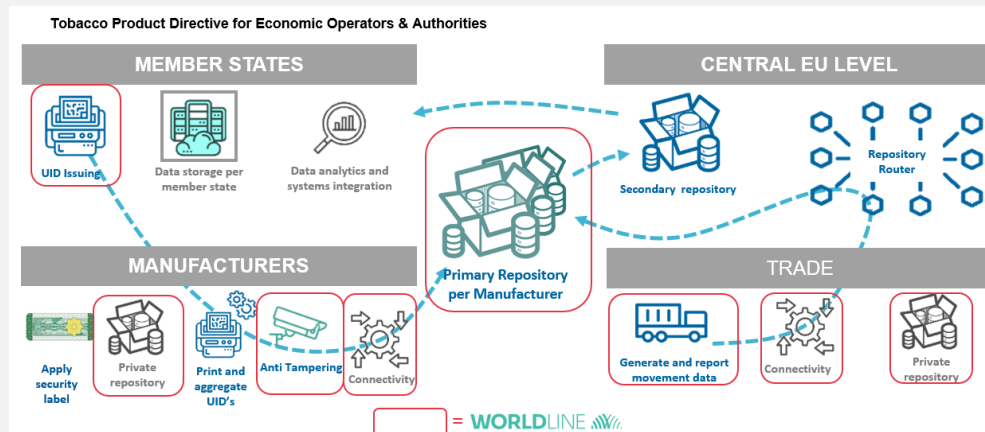 Tobacco Product Directive for Economic Operators & Authorities
MEMBER STATES
CENTRAL EU LEVEL
UID Issuing
Data storage per
member state
Data analytics and
systems integration
Secondary repository
Repository
Router
Primary Repository
per Manufacturer
MANUFACTURERS
TRADE
Apply
security
label
Private
repository
Print and
aggregate
UID's
Anti Tampering
Connectivity
Generate and report
movement data
Connectivity
Private
repository
= WORLDLINE